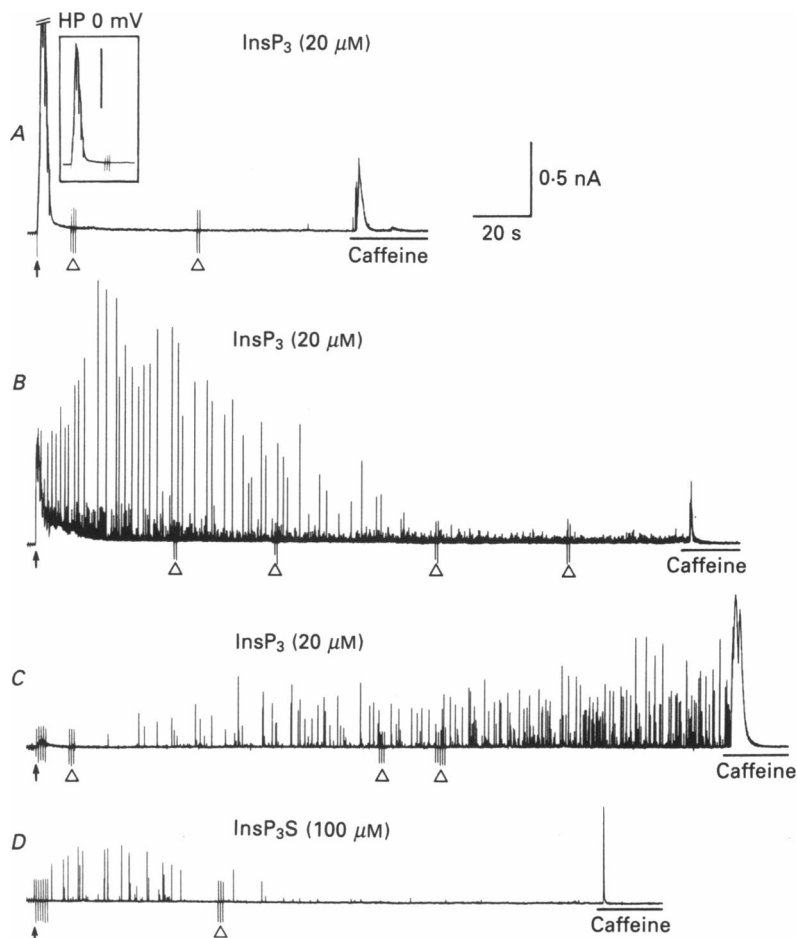 HP 0 mV
InsP₃ (20 μM)
A
0·5 nA
20 s
Caffeine
InsP₃ (20 μM)
B
Caffeine
InsP₃ (20 μM)
C
Caffeine
InsP₃S (100 μM)
D
Caffeine